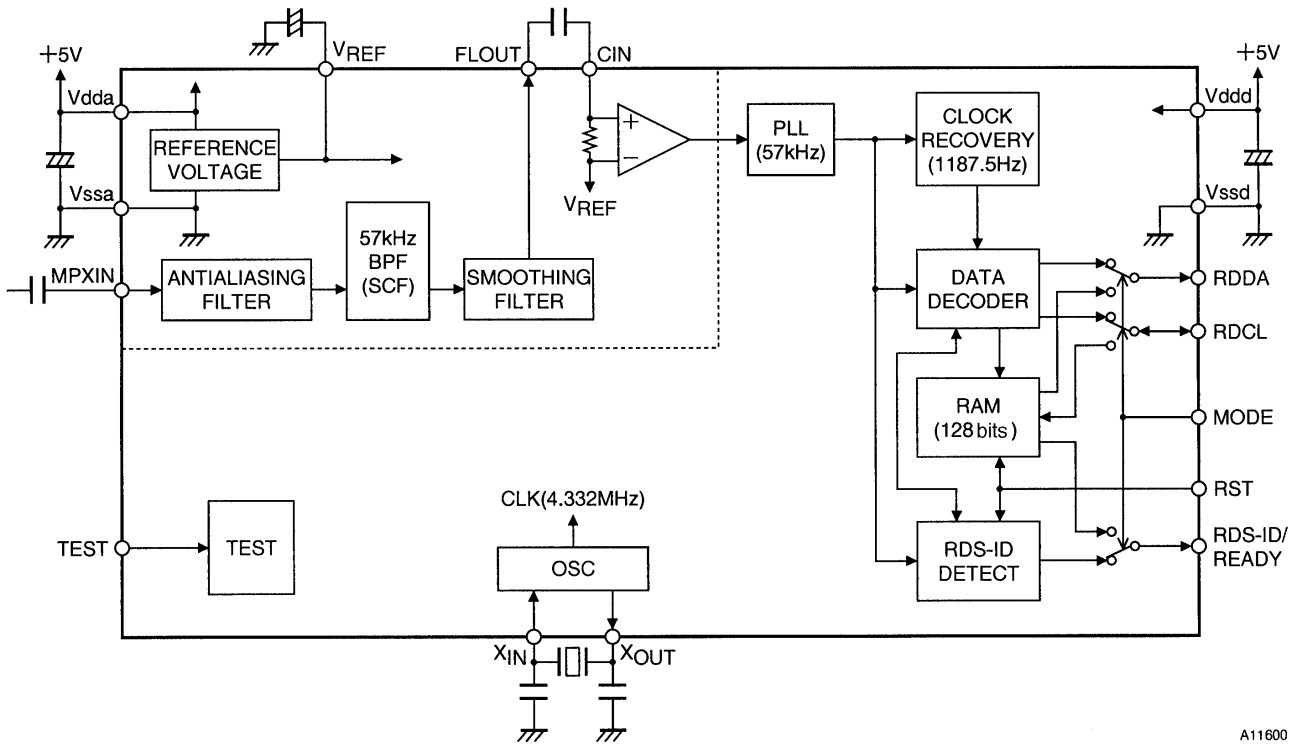 +5V
VREF
FLOUT
CIN
+5V
Vdda
REFERENCE
VOLTAGE
Vssa
+
−
VREF
PLL
(57kHz)
CLOCK
RECOVERY
(1187.5Hz)
Vddd
Vssd
MPXIN
ANTIALIASING
FILTER
57kHz
BPF
(SCF)
SMOOTHING
FILTER
DATA
DECODER
RDDA
RDCL
RAM
(128 bits)
MODE
RST
CLK(4.332MHz)
TEST
TEST
OSC
RDS-ID
DETECT
RDS-ID/
READY
XIN
XOUT
A11600